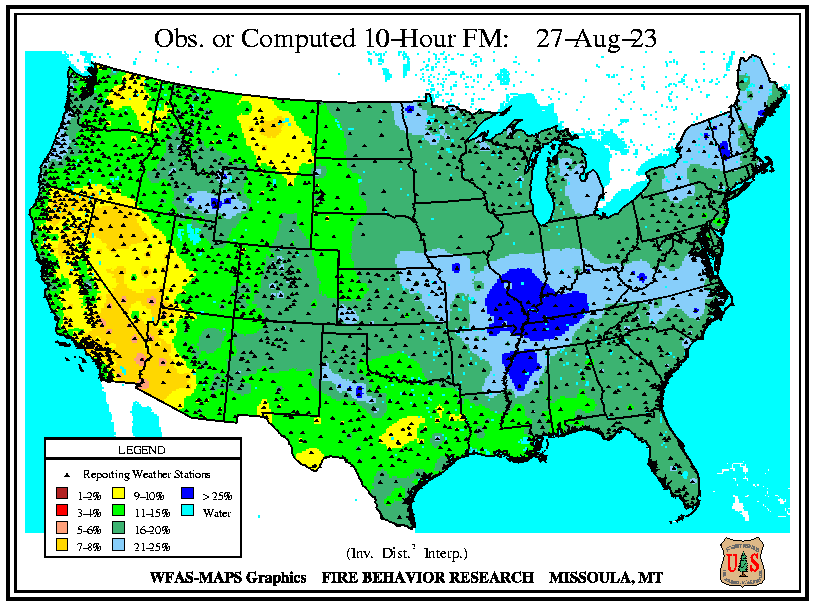 Obs. or Computed 10-Hour FM: 27-Aug-23
LEGEND
Reporting Weather Stations
1-2% 9-10% > 25%
3-4% 11-15% Water
5-6% 16-20%
7-8% 21-25%
(Inv. Dist.² Interp.)
WFAS-MAPS Graphics FIRE BEHAVIOR RESEARCH MISSOULA, MT
U S